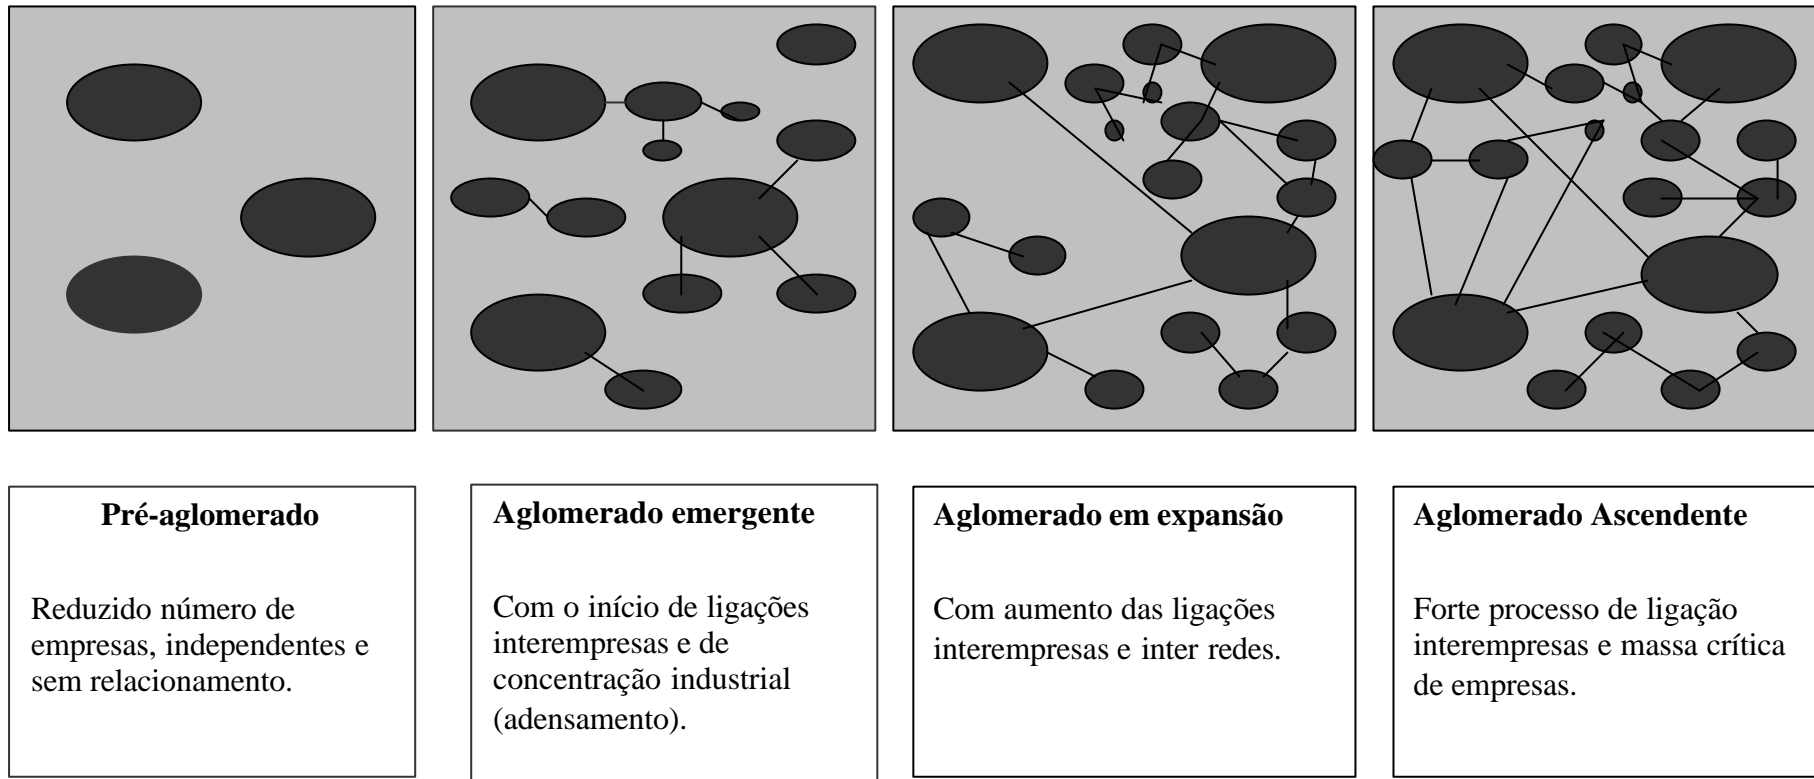 Pré-aglomerado
Reduzido número de
empresas, independentes e
sem relacionamento.
Aglomerado emergente
Com o início de ligações
interempresas e de
concentração industrial
(adensamento).
Aglomerado em expansão
Com aumento das ligações
interempresas e inter redes.
Aglomerado Ascendente
Forte processo de ligação
interempresas e massa crítica
de empresas.